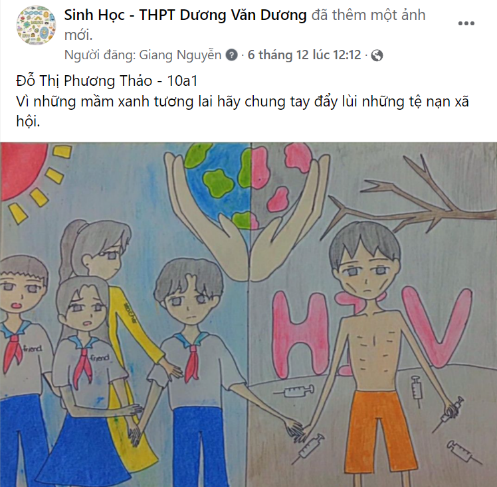 Sinh Học - THPT Dương Văn Dương đã thêm một ảnh
mới.
Người đăng: Giang Nguyễn · 6 tháng 12 lúc 12:12 ·
Đỗ Thị Phương Thảo - 10a1
Vì những mầm xanh tương lai hãy chung tay đẩy lùi những tệ nạn xã
hội.
HIV
friend
friend